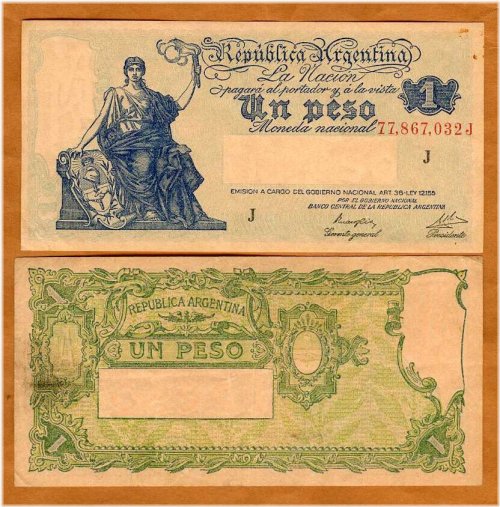 República Argentina
La Nación
pagará al portador y á la vista
Un peso
1
Moneda nacional 77,867,032 J
J
EMISION A CARGO DEL GOBIERNO NACIONAL ART. 36-LEY 12155
POR EL GOBIERNO NACIONAL
J
BANCO CENTRAL DE LA REPUBLICA ARGENTINA
Gerente general
Presidente
1
REPUBLICA ARGENTINA
UN PESO
1
1